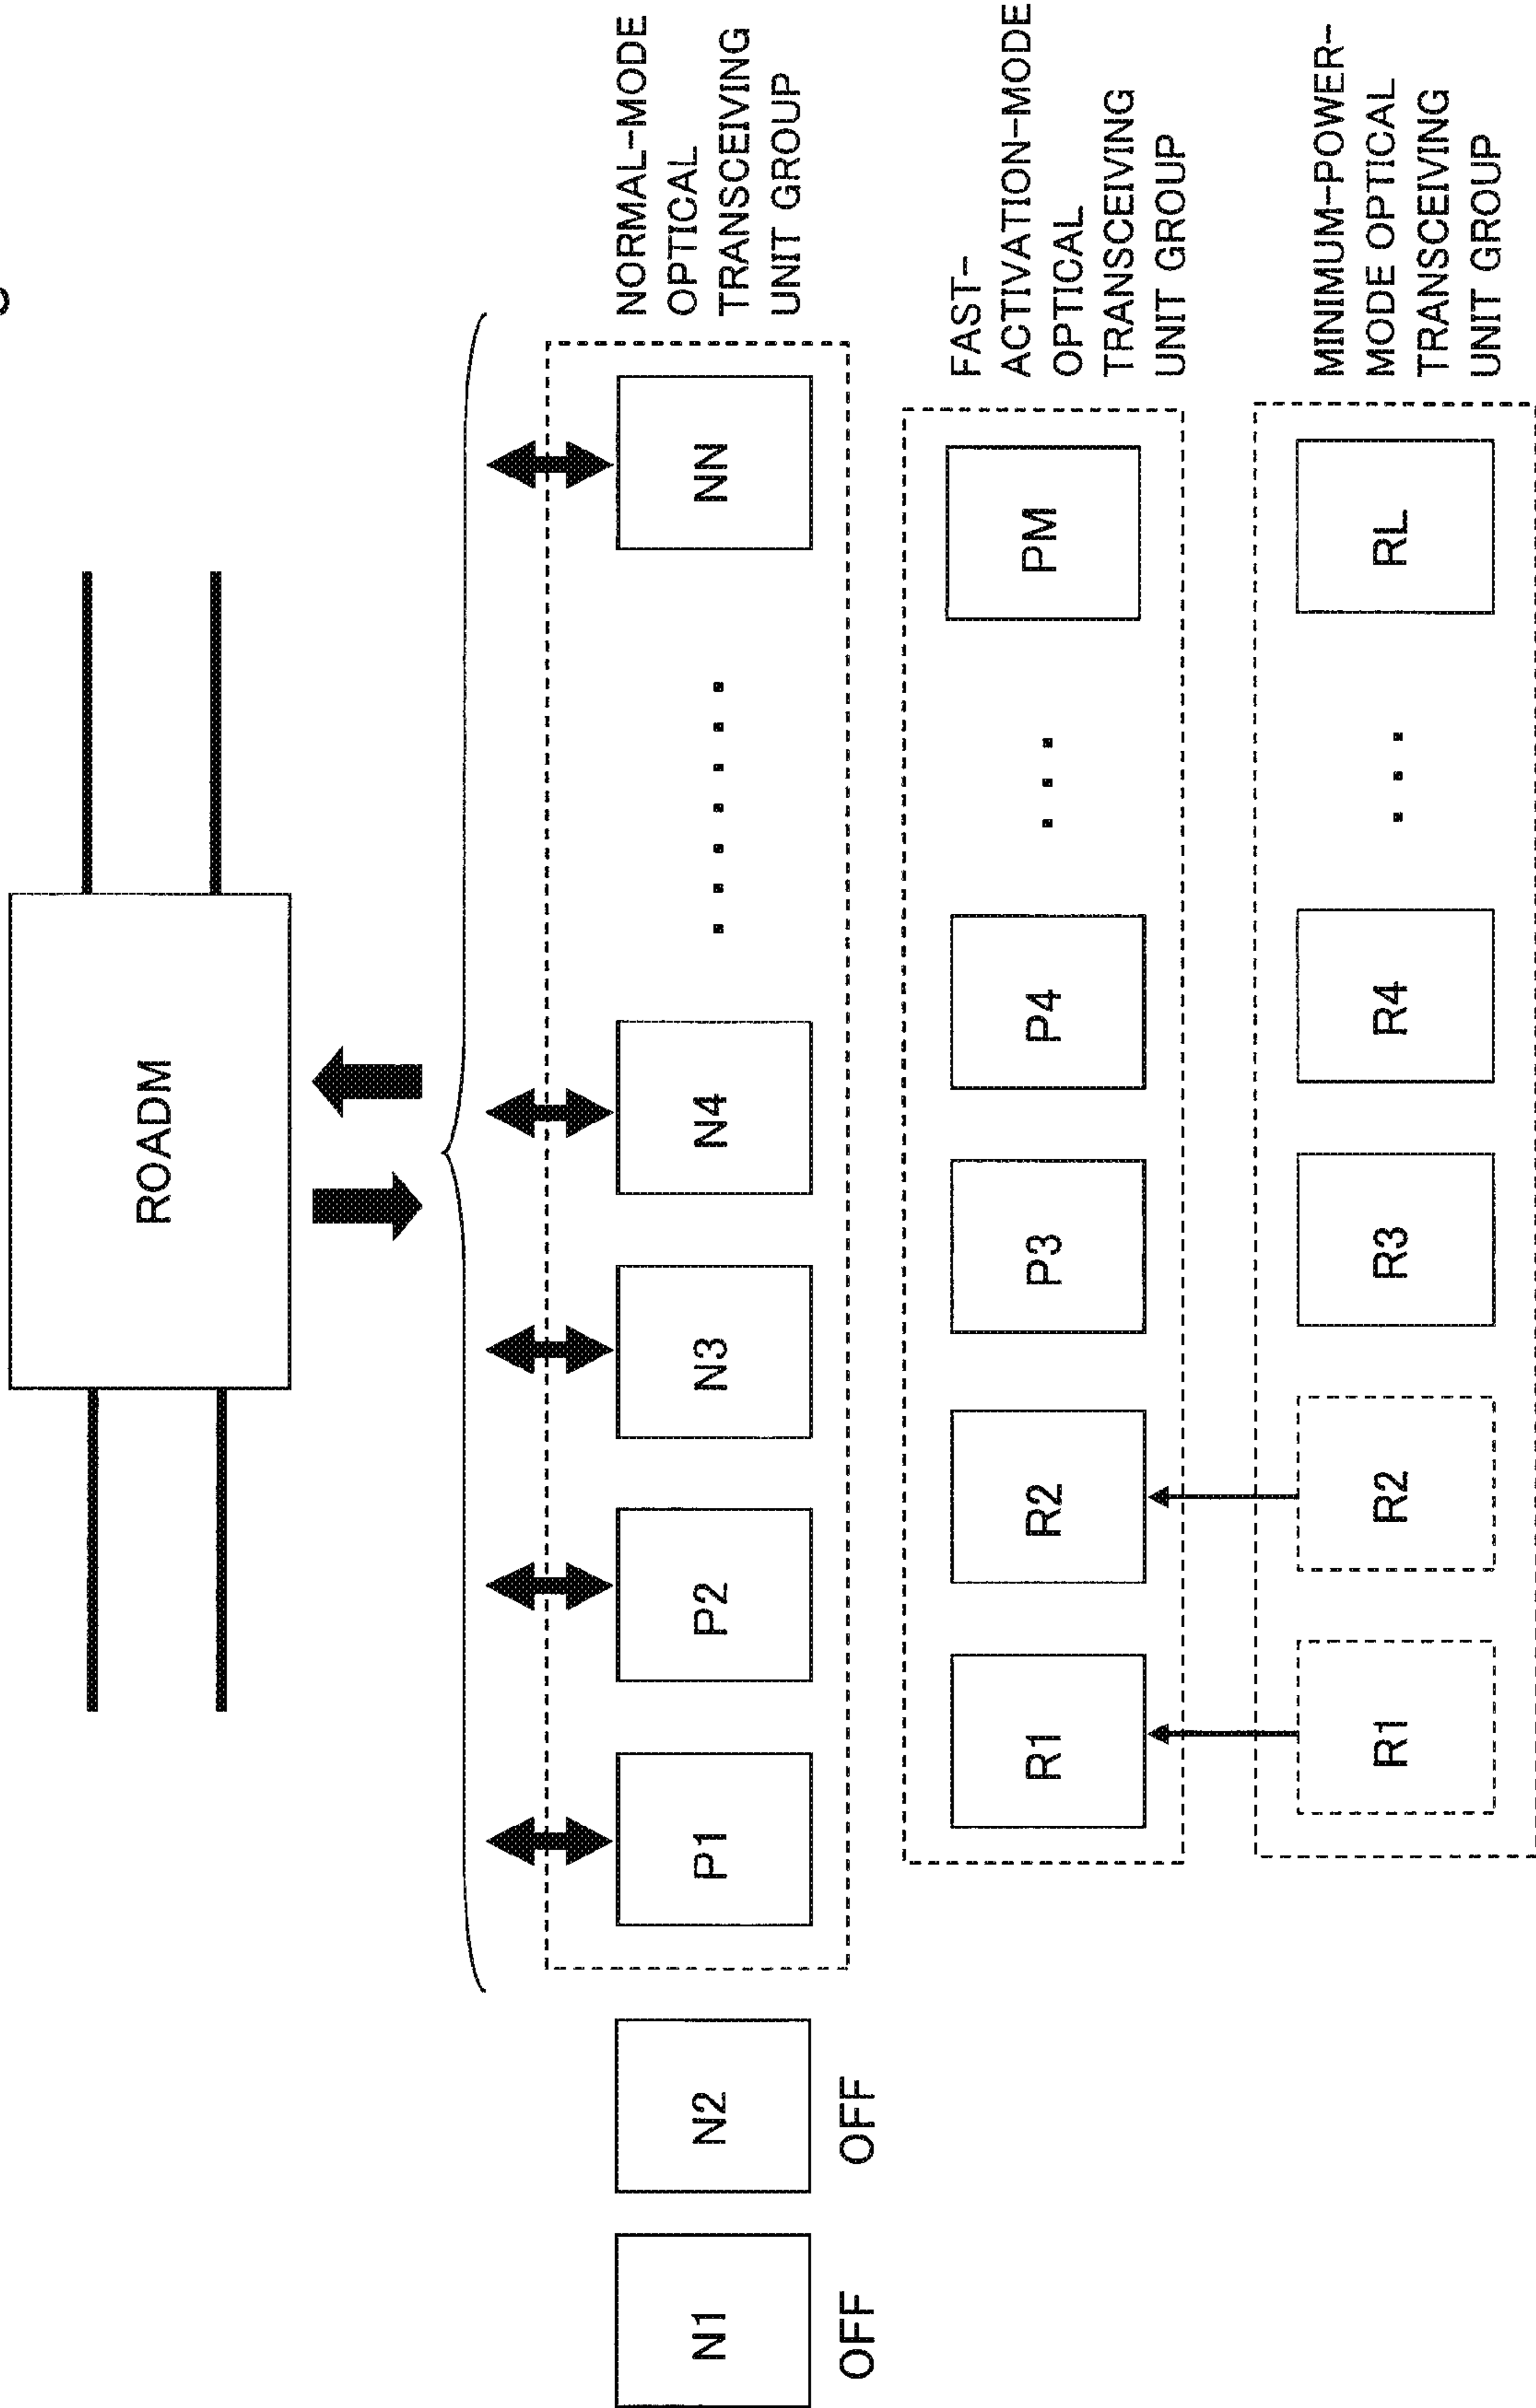 ROADM
N1
N2
P1
P2
N3
N4
NN
OFF
OFF
NORMAL-MODE
OPTICAL
TRANSCEIVING
UNIT GROUP
R1
R2
P3
P4
PM
FAST-
ACTIVATION-MODE
OPTICAL
TRANSCEIVING
UNIT GROUP
R1
R2
R3
R4
RL
MINIMUM-POWER-
MODE OPTICAL
TRANSCEIVING
UNIT GROUP